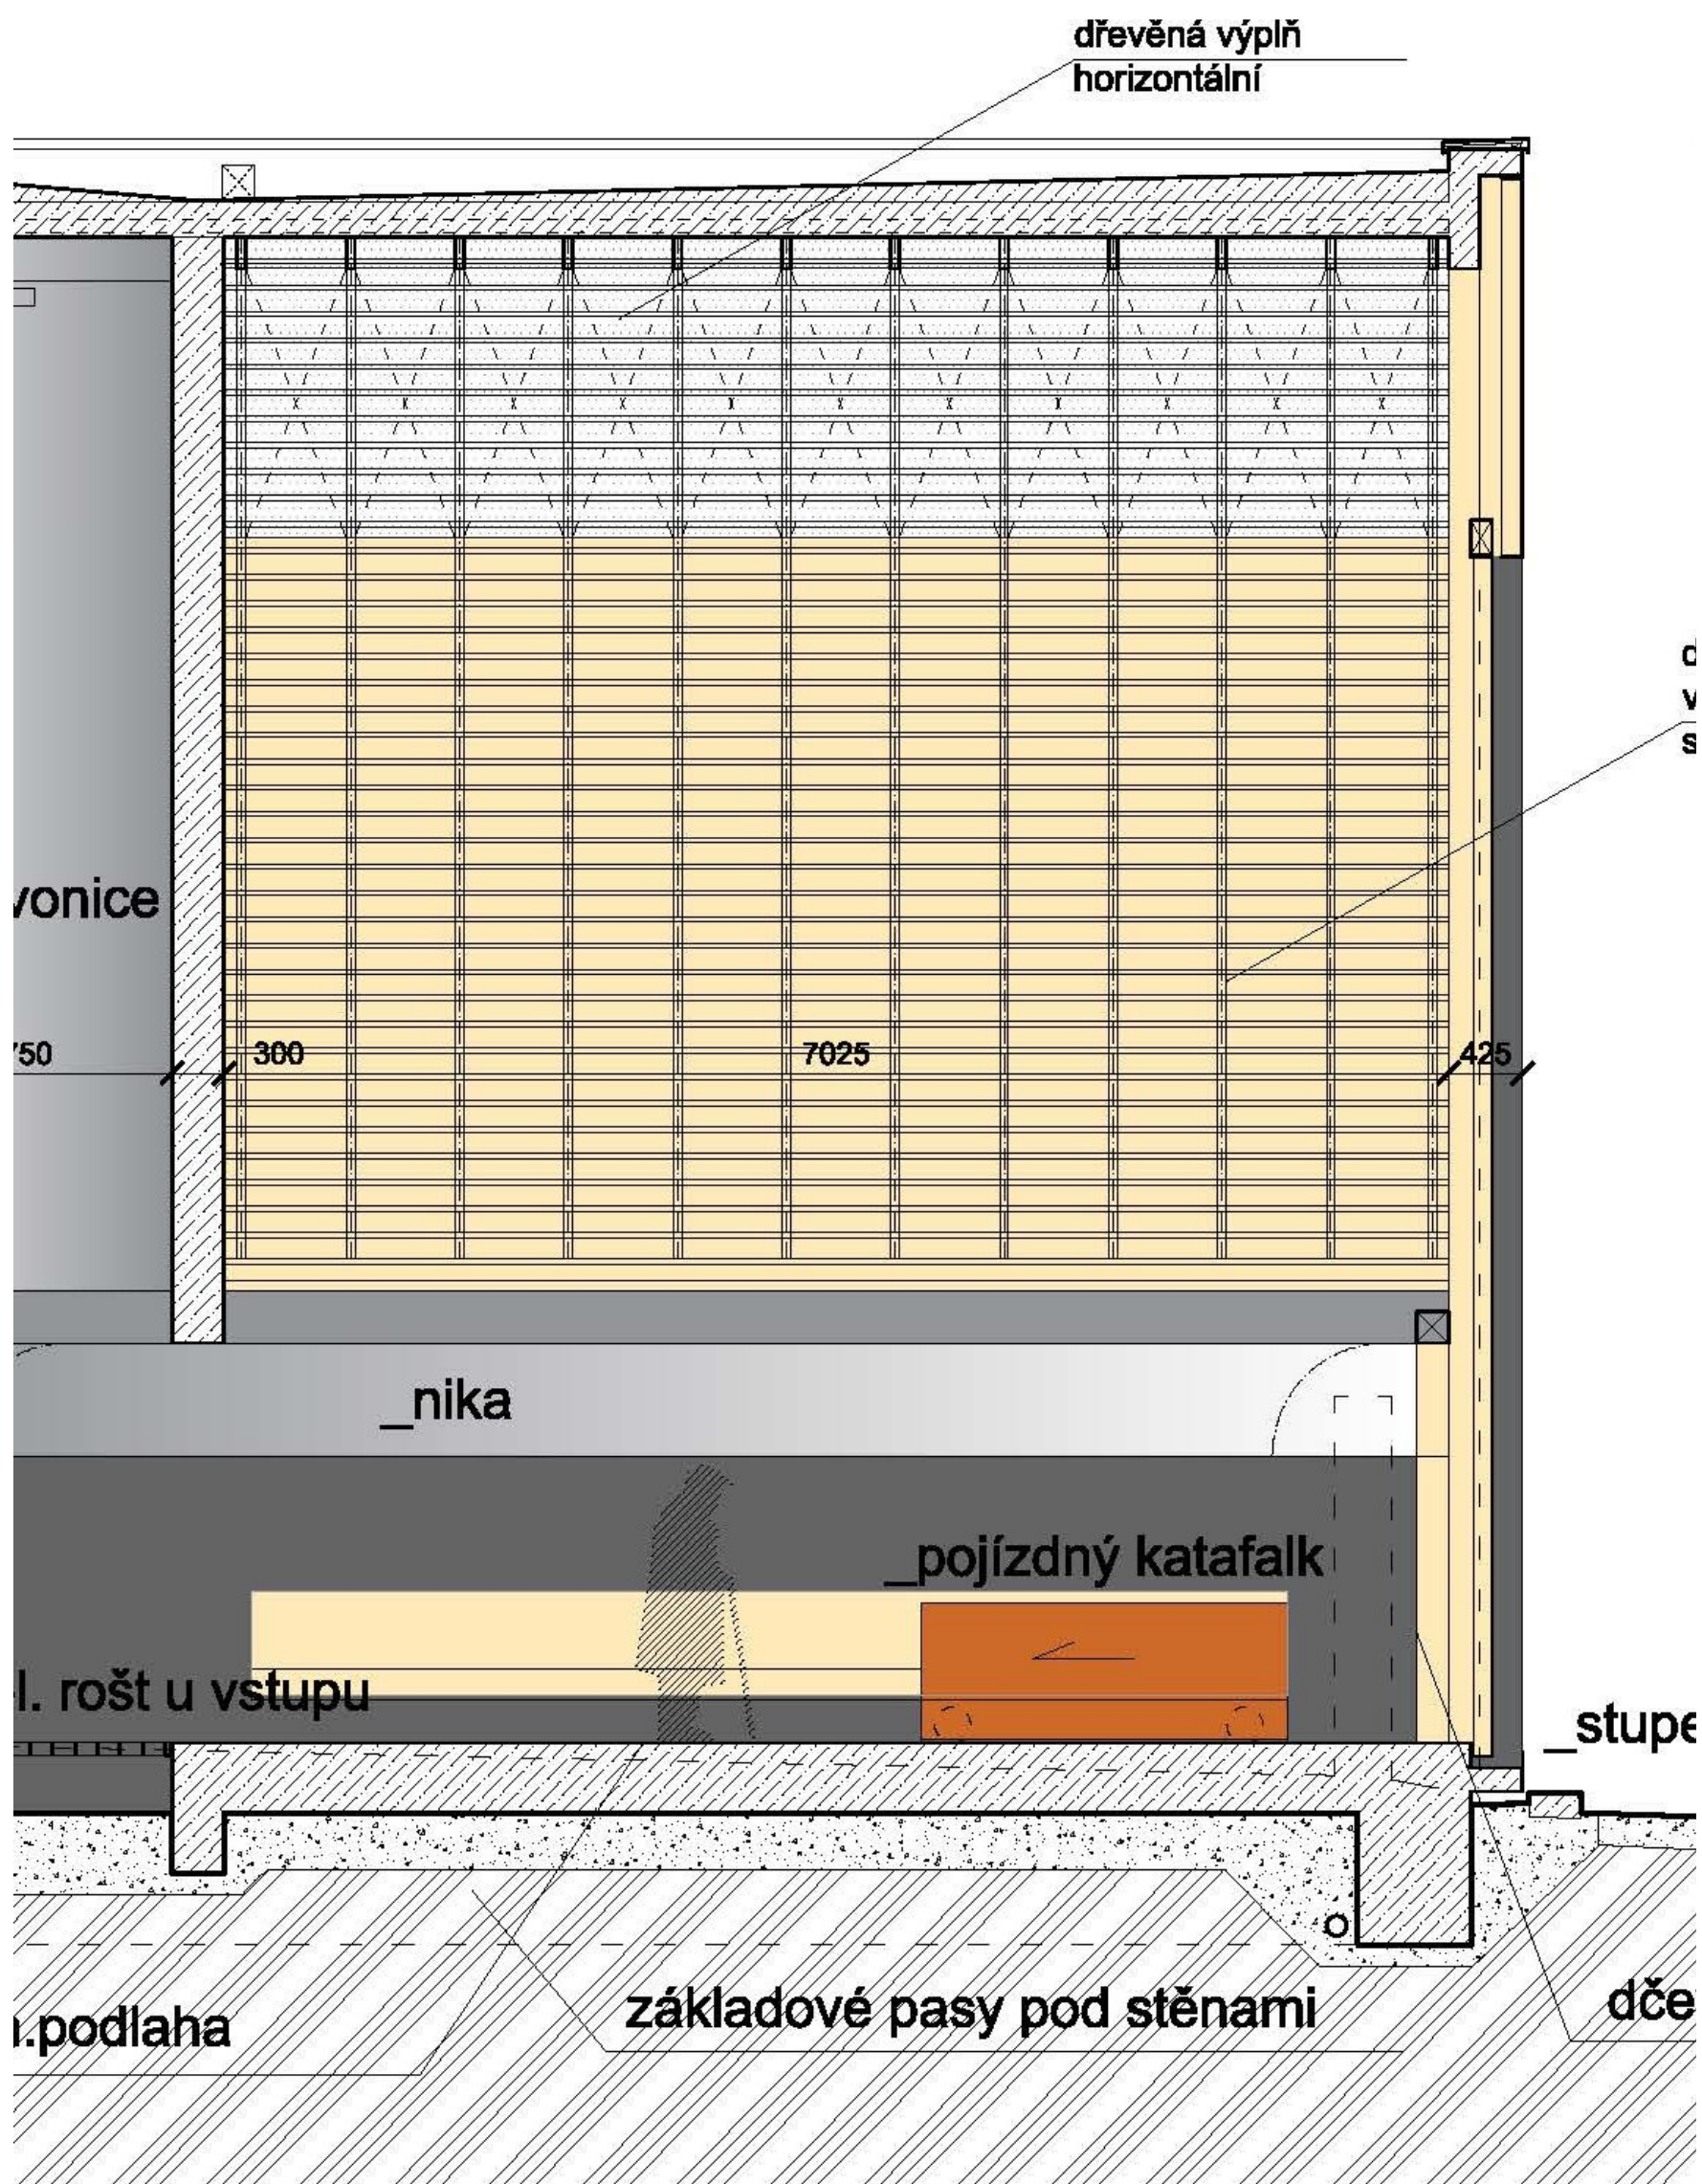 dřevěná výplň
horizontální
vonice
750
300
7025
425
_nika
_pojízdný katafalk
l. rošt u vstupu
_stupe
základové pasy pod stěnami
.podlaha
dče